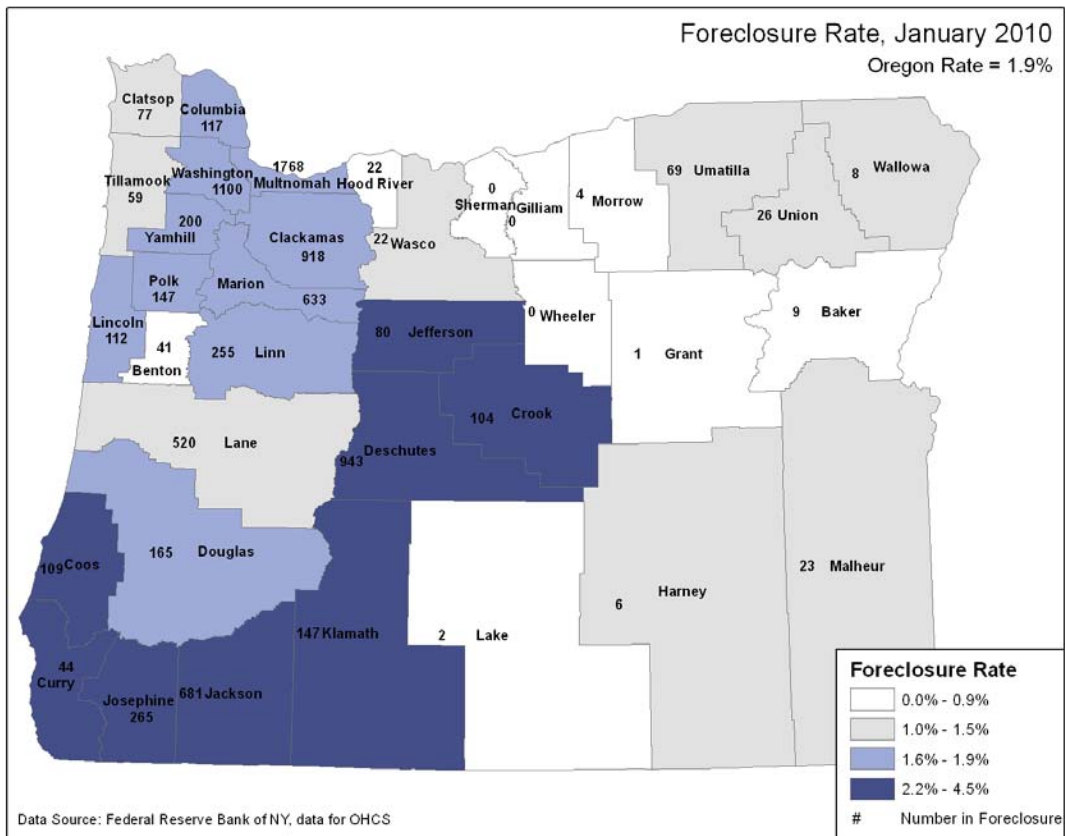 Foreclosure Rate, January 2010
Oregon Rate = 1.9%
Clatsop
77
Columbia
117
Tillamook
59
Washington
1100
1768
Multnomah
22
Hood River
22 Wasco
0
Sherman
0
Gilliam
4 Morrow
69 Umatilla
8 Wallowa
26 Union
200
Yamhill
Clackamas
918
Polk
147
Marion
633
Lincoln
112
41
Benton
255 Linn
80 Jefferson
0 Wheeler
1 Grant
9 Baker
520 Lane
943
Deschutes
104 Crook
165 Douglas
109 Coos
44
Curry
Josephine
265
681 Jackson
147 Klamath
2 Lake
6 Harney
23 Malheur
Foreclosure Rate
0.0% - 0.9%
1.0% - 1.5%
1.6% - 1.9%
2.2% - 4.5%
# Number in Foreclosure
Data Source: Federal Reserve Bank of NY, data for OHCS